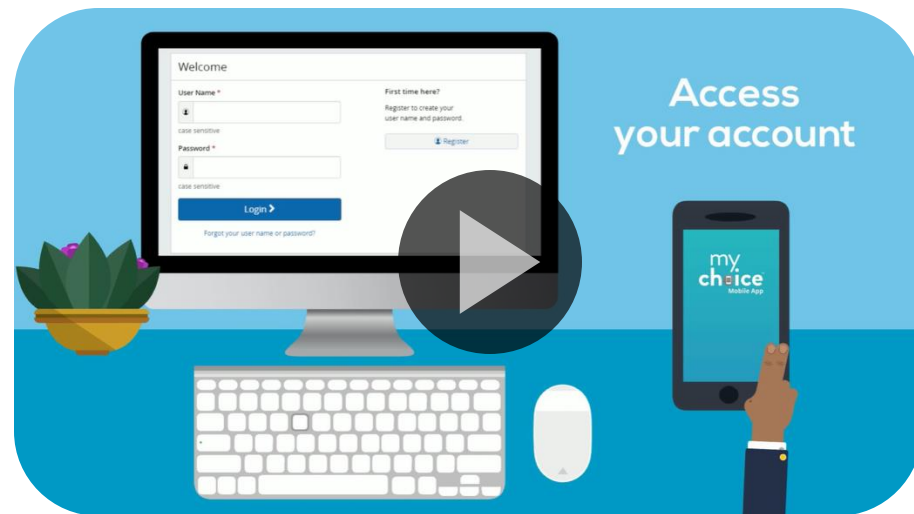 Welcome
User Name *
case sensitive
Password *
case sensitive
Login
Forgot your user name or password?
First time here?
Register to create your
user name and password.
Register
Access
your account
my
choice
Mobile App